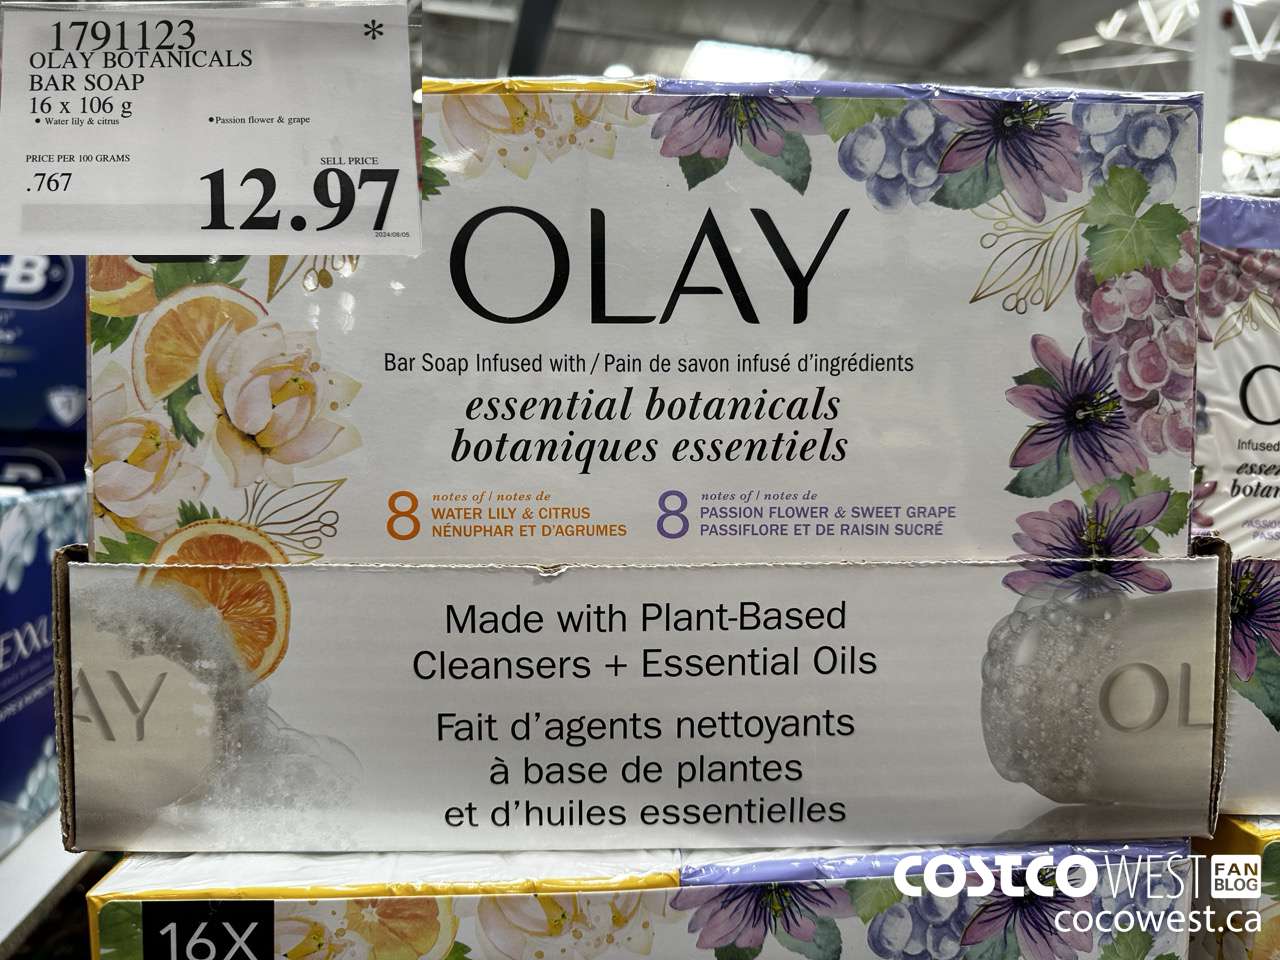 1791123 *
OLAY BOTANICALS
BAR SOAP
16 x 106 g
• Water lily & citrus •Passion flower & grape
PRICE PER 100 GRAMS
.767
SELL PRICE
12.97
2024/08/05
OLAY
Bar Soap Infused with / Pain de savon infusé d'ingrédients
essential botanicals
botaniques essentiels
8 notes of / notes de
WATER LILY & CITRUS
NÉNUPHAR ET D'AGRUMES
8 notes of / notes de
PASSION FLOWER & SWEET GRAPE
PASSIFLORE ET DE RAISIN SUCRÉ
Made with Plant-Based
Cleansers + Essential Oils
Fait d'agents nettoyants
à base de plantes
et d'huiles essentielles
AY
OL
Infused
16X
COSTCO WEST FAN BLOG
cocowest.ca